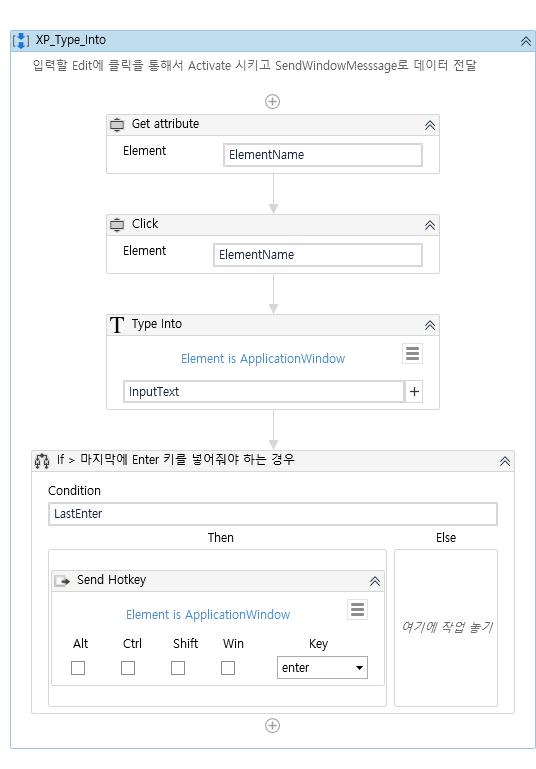 XP_Type_Into
입력할 Edit에 클릭을 통해서 Activate 시키고 SendWindowMesssage로 데이터 전달
Get attribute
Element
ElementName
Click
Element
ElementName
T Type Into
Element is ApplicationWindow
InputText
If > 마지막에 Enter 키를 넣어줘야 하는 경우
Condition
LastEnter
Then Else
Send Hotkey
Element is ApplicationWindow
Alt Ctrl Shift Win Key
enter
여기에 작업 놓기